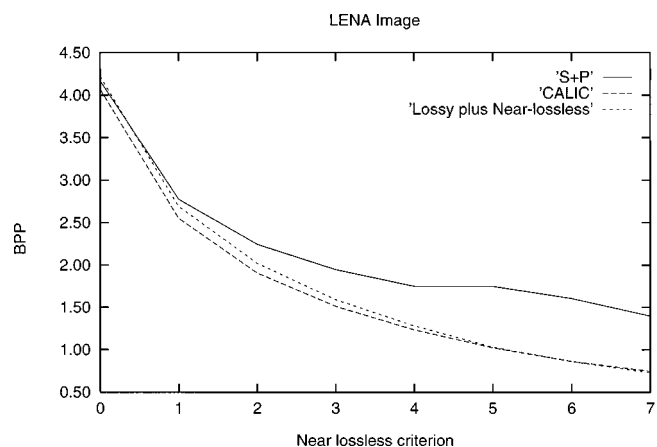 LENA Image
4.50
4.00
3.50
3.00
2.50
2.00
1.50
1.00
0.50
BPP
'S+P'
'CALIC'
'Lossy plus Near-lossless'
0 1 2 3 4 5 6 7
Near lossless criterion